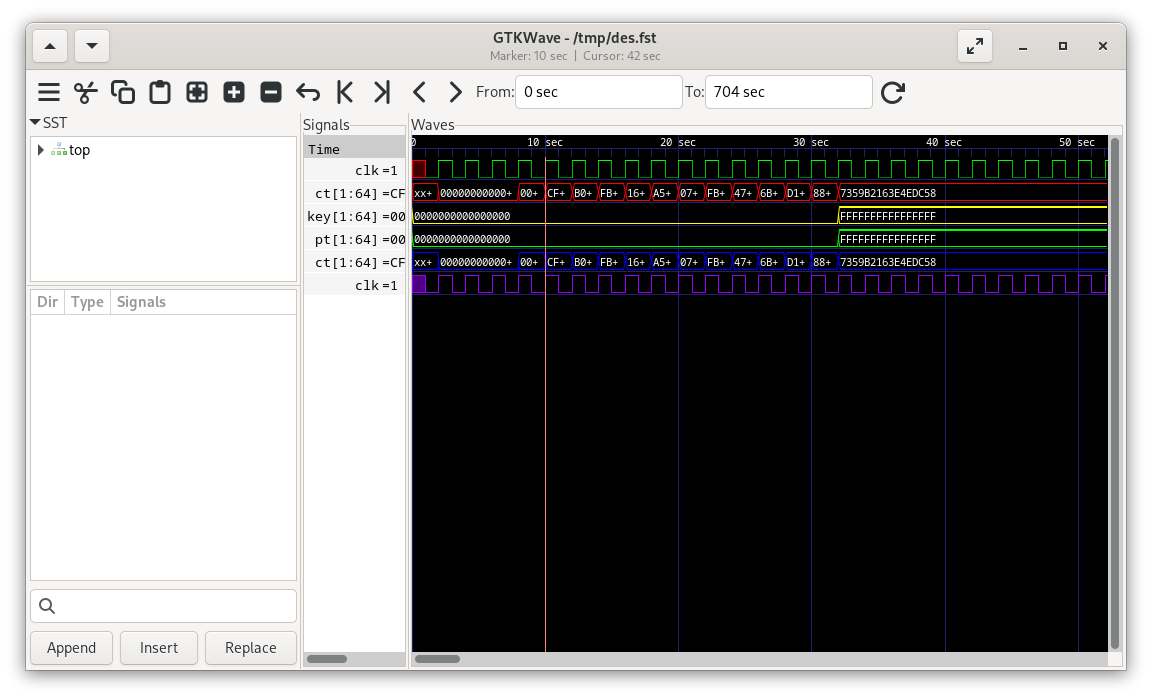 GTKWave - /tmp/des.fst
Marker: 10 sec | Cursor: 42 sec
From: 0 sec To: 704 sec
SST
top
Dir Type Signals
Append Insert Replace
Signals
Time
clk =1
ct[1:64] =CF
key[1:64] =00
pt[1:64] =00
ct[1:64] =CF
clk =1
Waves
0 10 sec 20 sec 30 sec 40 sec 50 sec
xx+ 00000000000+ 00+ CF+ B0+ FB+ 16+ A5+ 07+ FB+ 47+ 6B+ D1+ 88+ 7359B2163E4EDC58
0000000000000000 FFFFFFFFFFFFFFFF
0000000000000000 FFFFFFFFFFFFFFFF
xx+ 00000000000+ 00+ CF+ B0+ FB+ 16+ A5+ 07+ FB+ 47+ 6B+ D1+ 88+ 7359B2163E4EDC58